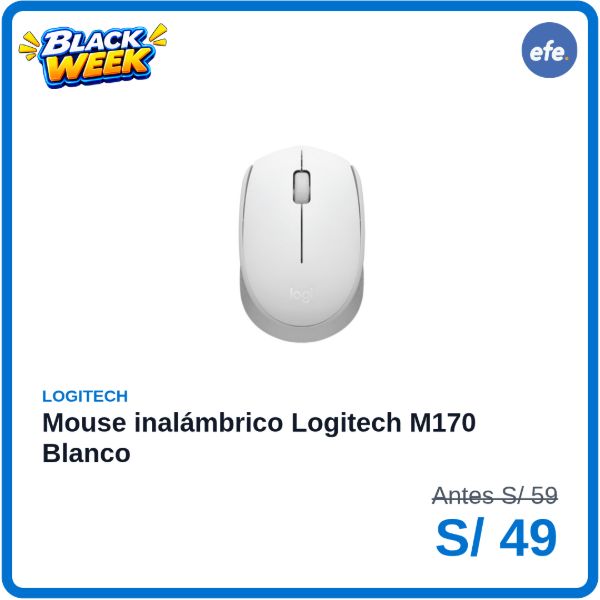 BLACK
WEEK
efe.
logi
LOGITECH
Mouse inalámbrico Logitech M170
Blanco
Antes S/ 59
S/ 49